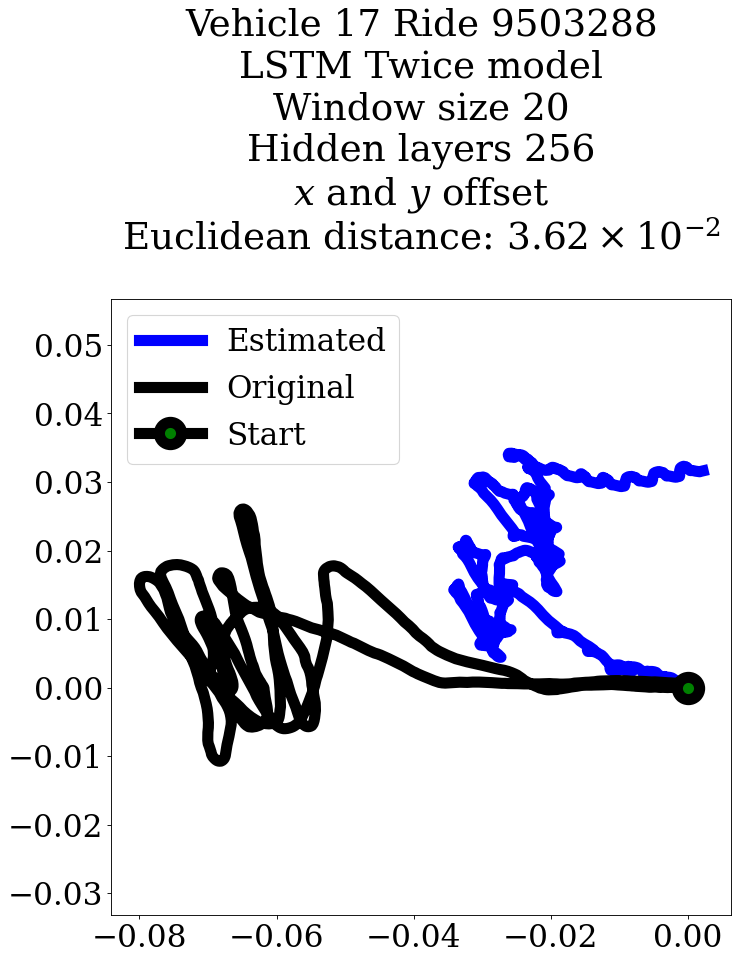 Vehicle 17 Ride 9503288
LSTM Twice model
Window size 20
Hidden layers 256
x and y offset
Euclidean distance: 3.62 × 10⁻²
Estimated
Original
Start
0.05
0.04
0.03
0.02
0.01
0.00
−0.01
−0.02
−0.03
−0.08 −0.06 −0.04 −0.02 0.00